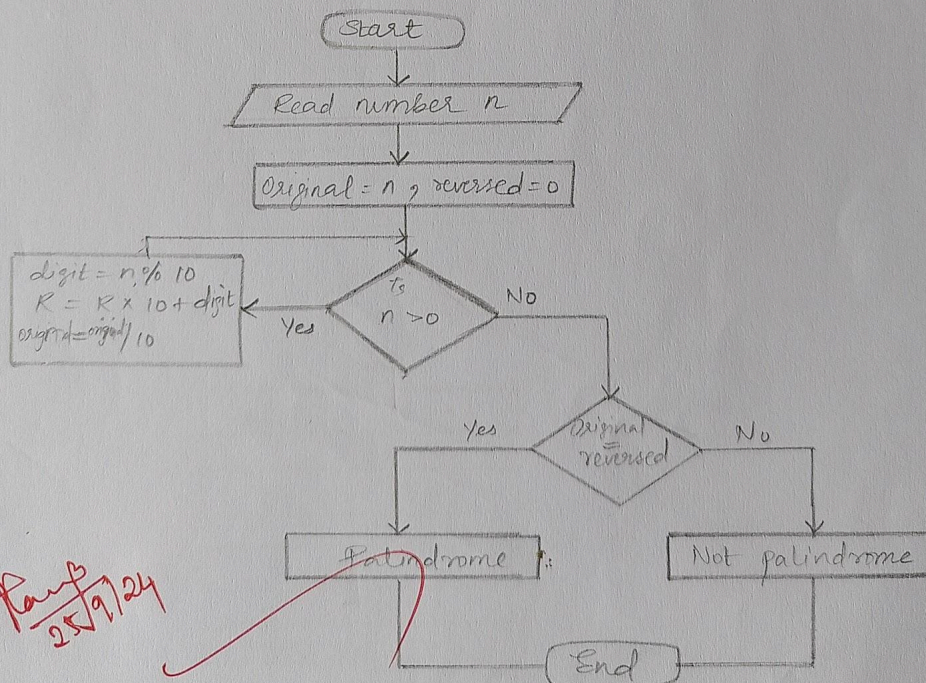 Start
Read number n
Original = n, reversed = 0
digit = n % 10
R = R x 10 + digit
original = original / 10
Yes
Is
n > 0
No
Yes
Original
=
reversed
No
Palindrome
Not palindrome
25/9/24
End